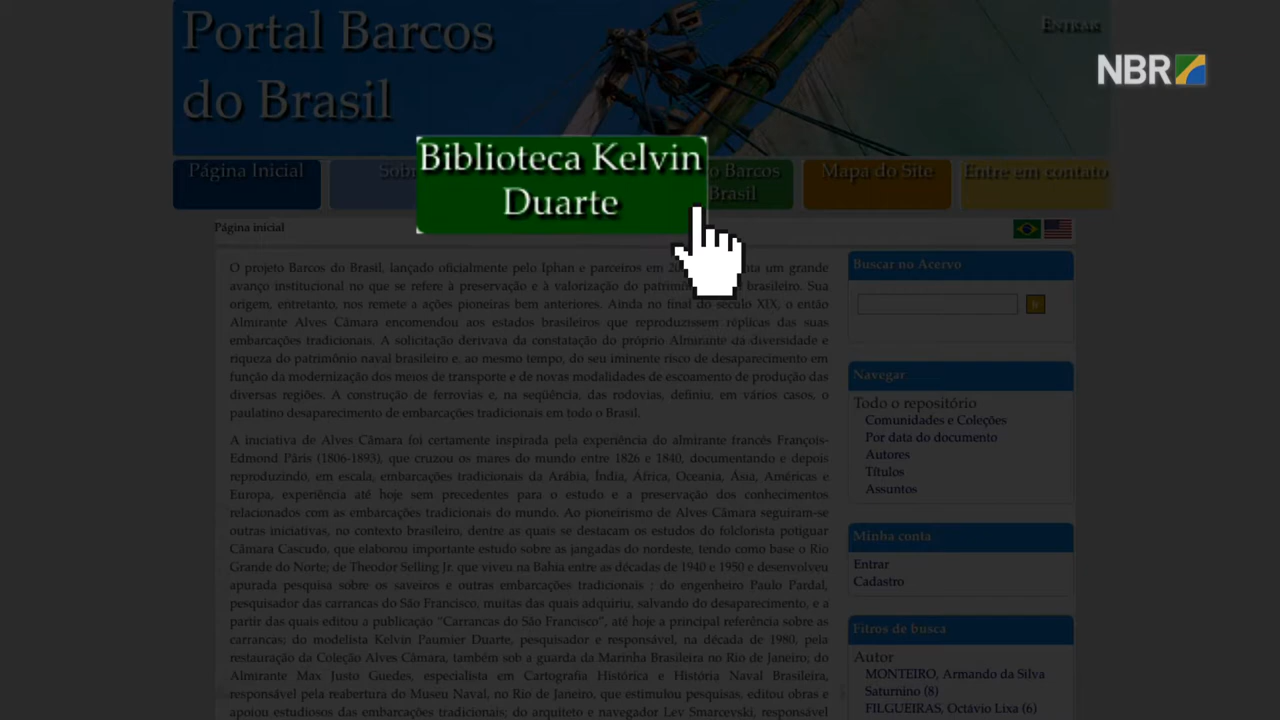 Portal Barcos
do Brasil
ENTRAR
NBR
Página Inicial
Biblioteca Kelvin
Duarte
Barcos
Brasil
Mapa do Site
Entre em contato
Página inicial
O projeto Barcos do Brasil, lançado oficialmente pelo Iphan e parceiros em um grande
avanço institucional no que se refere à preservação e à valorização do brasileiro. Sua
origem, entretanto, nos remete a ações pioneiras bem anteriores. Ainda no final do século XIX, o então
Almirante Alves Câmara encomendou aos estados brasileiros que reproduzissem réplicas das suas
embarcações tradicionais. A solicitação derivava da constatação do próprio Almirante da diversidade e
riqueza do patrimônio naval brasileiro e, ao mesmo tempo, do seu iminente risco de desaparecimento em
função da modernização dos meios de transporte e de novas modalidades de escoamento de produção das
diversas regiões. A construção de ferrovias e, na seqüência, das rodovias, definiu, em vários casos, o
paulatino desaparecimento de embarcações tradicionais em todo o Brasil.
A iniciativa de Alves Câmara foi certamente inspirada pela experiência do almirante francés François-
Edmond Pâris (1806-1893), que cruzou os mares do mundo entre 1826 e 1840, documentando e depois
reproduzindo, em escala, embarcações tradicionais da Arábia, Índia, África, Oceania, Ásia, Américas e
Europa, experiência até hoje sem precedentes para o estudo e a preservação dos conhecimentos
relacionados com as embarcações tradicionais do mundo. Ao pioneirismo de Alves Câmara seguiram-se
outras iniciativas, no contexto brasileiro, dentre as quais se destacam os estudos do folclorista potiguar
Câmara Cascudo, que elaborou importante estudo sobre as jangadas do nordeste, tendo como base o Rio
Grande do Norte; de Theodor Selling Jr. que viveu na Bahia entre as décadas de 1940 e 1950 e desenvolveu
apurada pesquisa sobre os saveiros e outras embarcações tradicionais ; do engenheiro Paulo Pardal,
pesquisador das carrancas do São Francisco, muitas das quais adquiriu, salvando do desaparecimento, e a
partir das quais editou a publicação “Carrancas do São Francisco”, até hoje a principal referência sobre as
carrancas; do modelista Kelvin Paumier Duarte, pesquisador e responsável, na década de 1980, pela
restauração da Coleção Alves Câmara, também sob a guarda da Marinha Brasileira no Rio de Janeiro; do
Almirante Max Justo Guedes, especialista em Cartografia Histórica e História Naval Brasileira,
responsável pela reabertura do Museu Naval, no Rio de Janeiro, que estimulou pesquisas, editou obras e
apoiou estudiosos das embarcações tradicionais; do arquiteto e navegador Lev Smarcevski, responsável
Buscar no Acervo
Navegar
Todo o repositório
Comunidades e Coleções
Por data do documento
Autores
Títulos
Assuntos
Minha conta
Entrar
Cadastro
Fitros de busca
Autor
MONTEIRO, Armando da Silva
Saturnino (8)
FILGUEIRAS, Octávio Lixa (6)